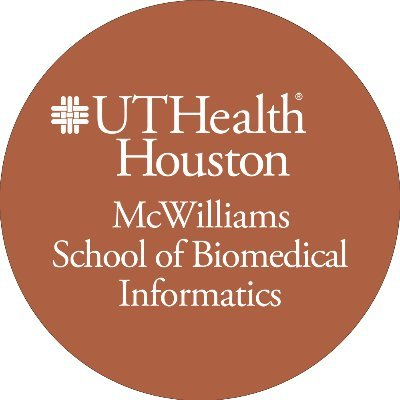 UTHealth®
Houston
McWilliams
School of Biomedical
Informatics